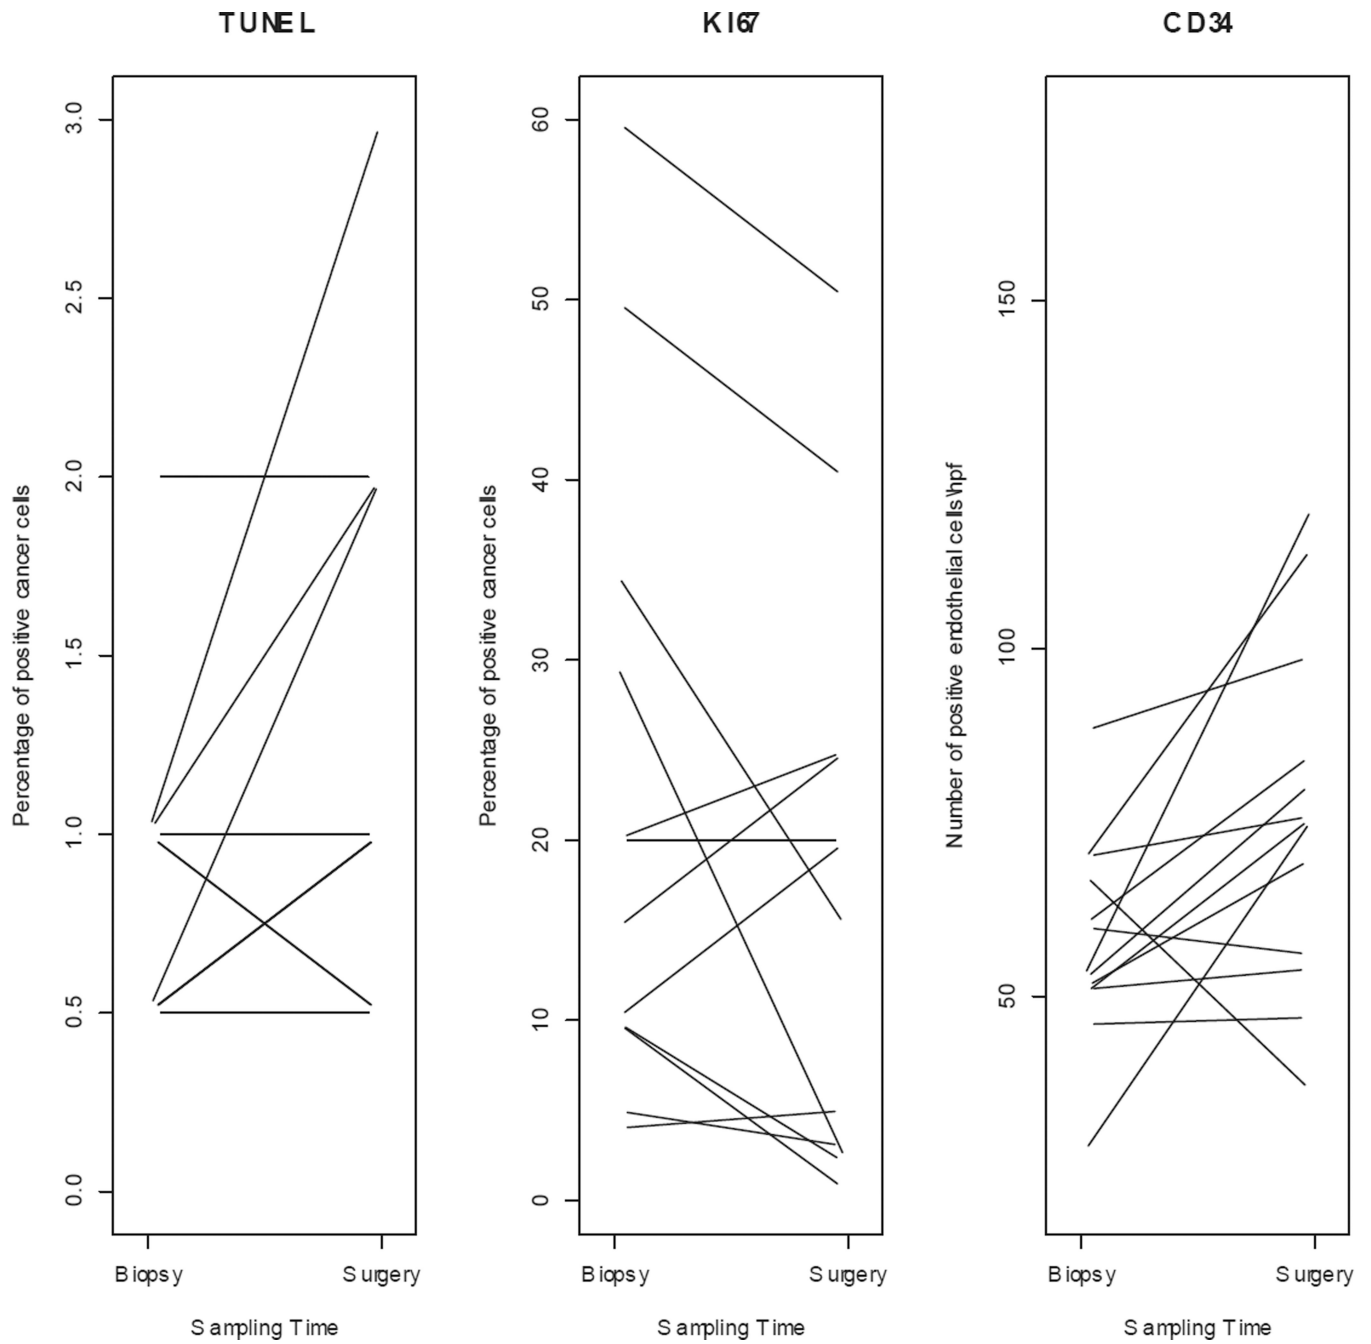 TUNEL
KI67
CD34
Percentage of positive cancer cells
3.0
2.5
2.0
1.5
1.0
0.5
0.0
Biopsy
Surgery
Sampling Time
Percentage of positive cancer cells
60
50
40
30
20
10
0
Biopsy
Surgery
Sampling Time
Number of positive endothelial cells\hpf
150
100
50
Biopsy
Surgery
Sampling Time